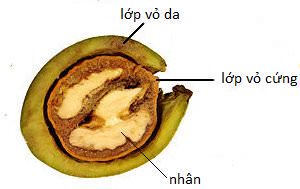 lớp vỏ da
lớp vỏ cứng
nhân